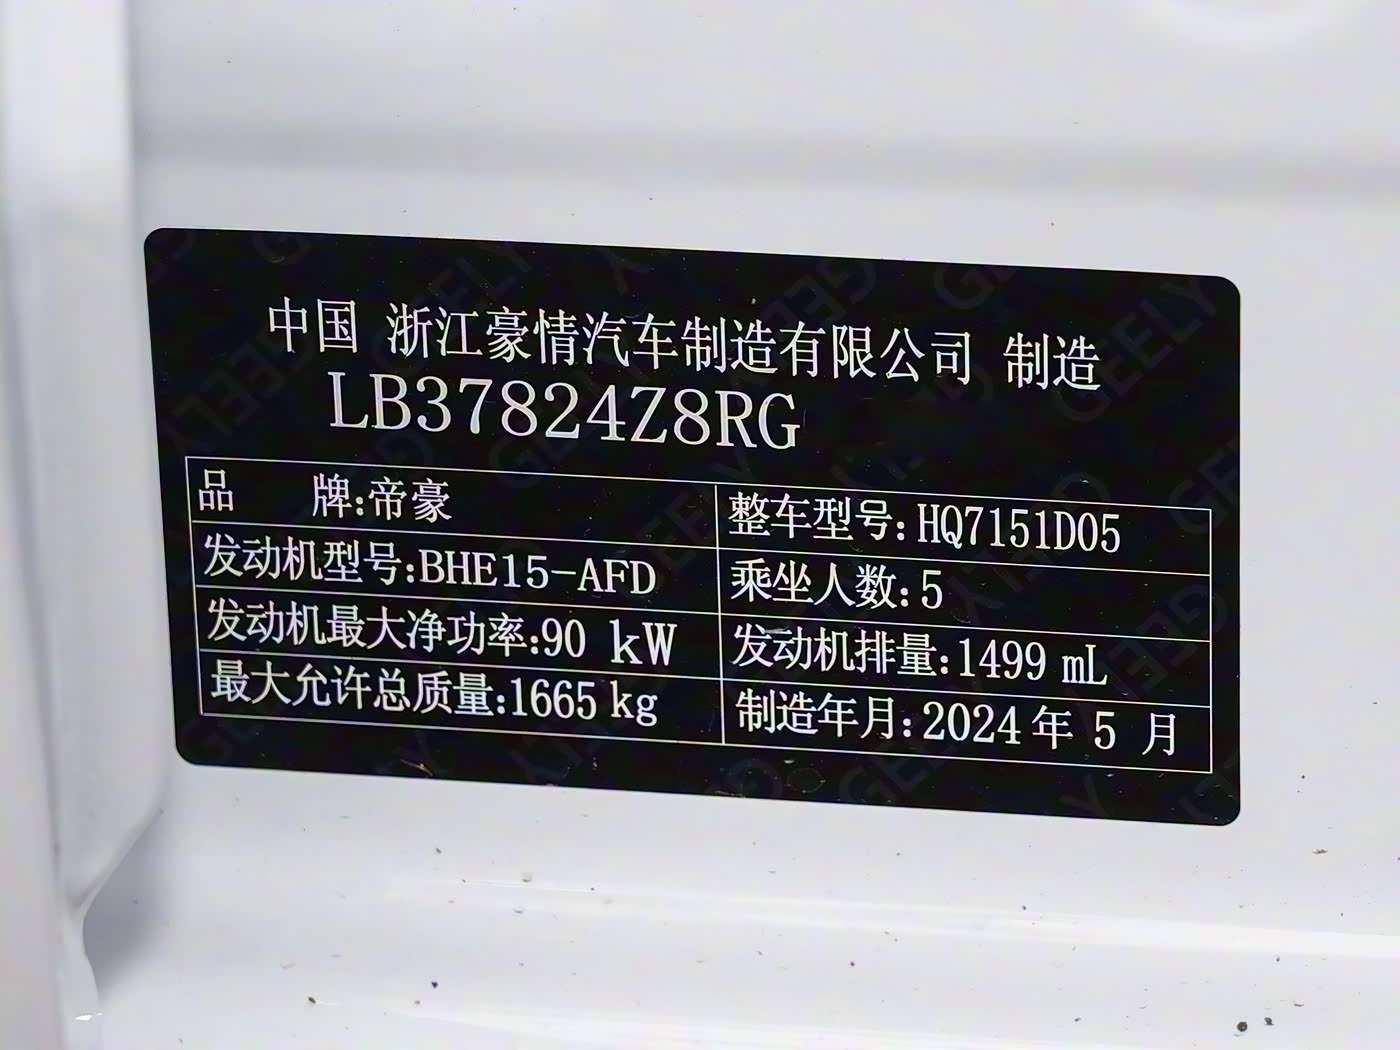 中国 浙江豪情汽车制造有限公司 制造
LB37824Z8RG
品 牌:帝豪 整车型号:HQ7151D05
发动机型号:BHE15-AFD 乘坐人数:5
发动机最大净功率:90 kW 发动机排量:1499 mL
最大允许总质量:1665 kg 制造年月:2024 年 5 月